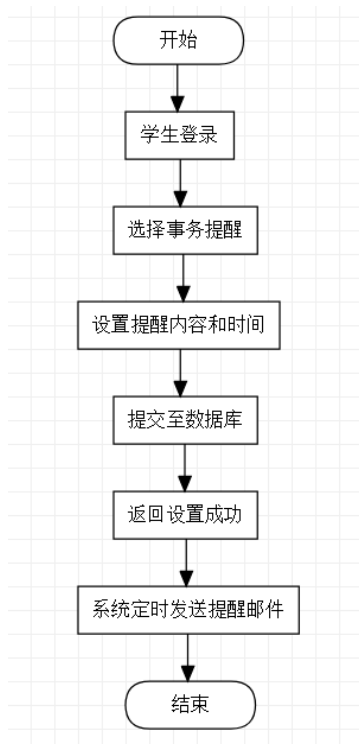 开始
学生登录
选择事务提醒
设置提醒内容和时间
提交至数据库
返回设置成功
系统定时发送提醒邮件
结束